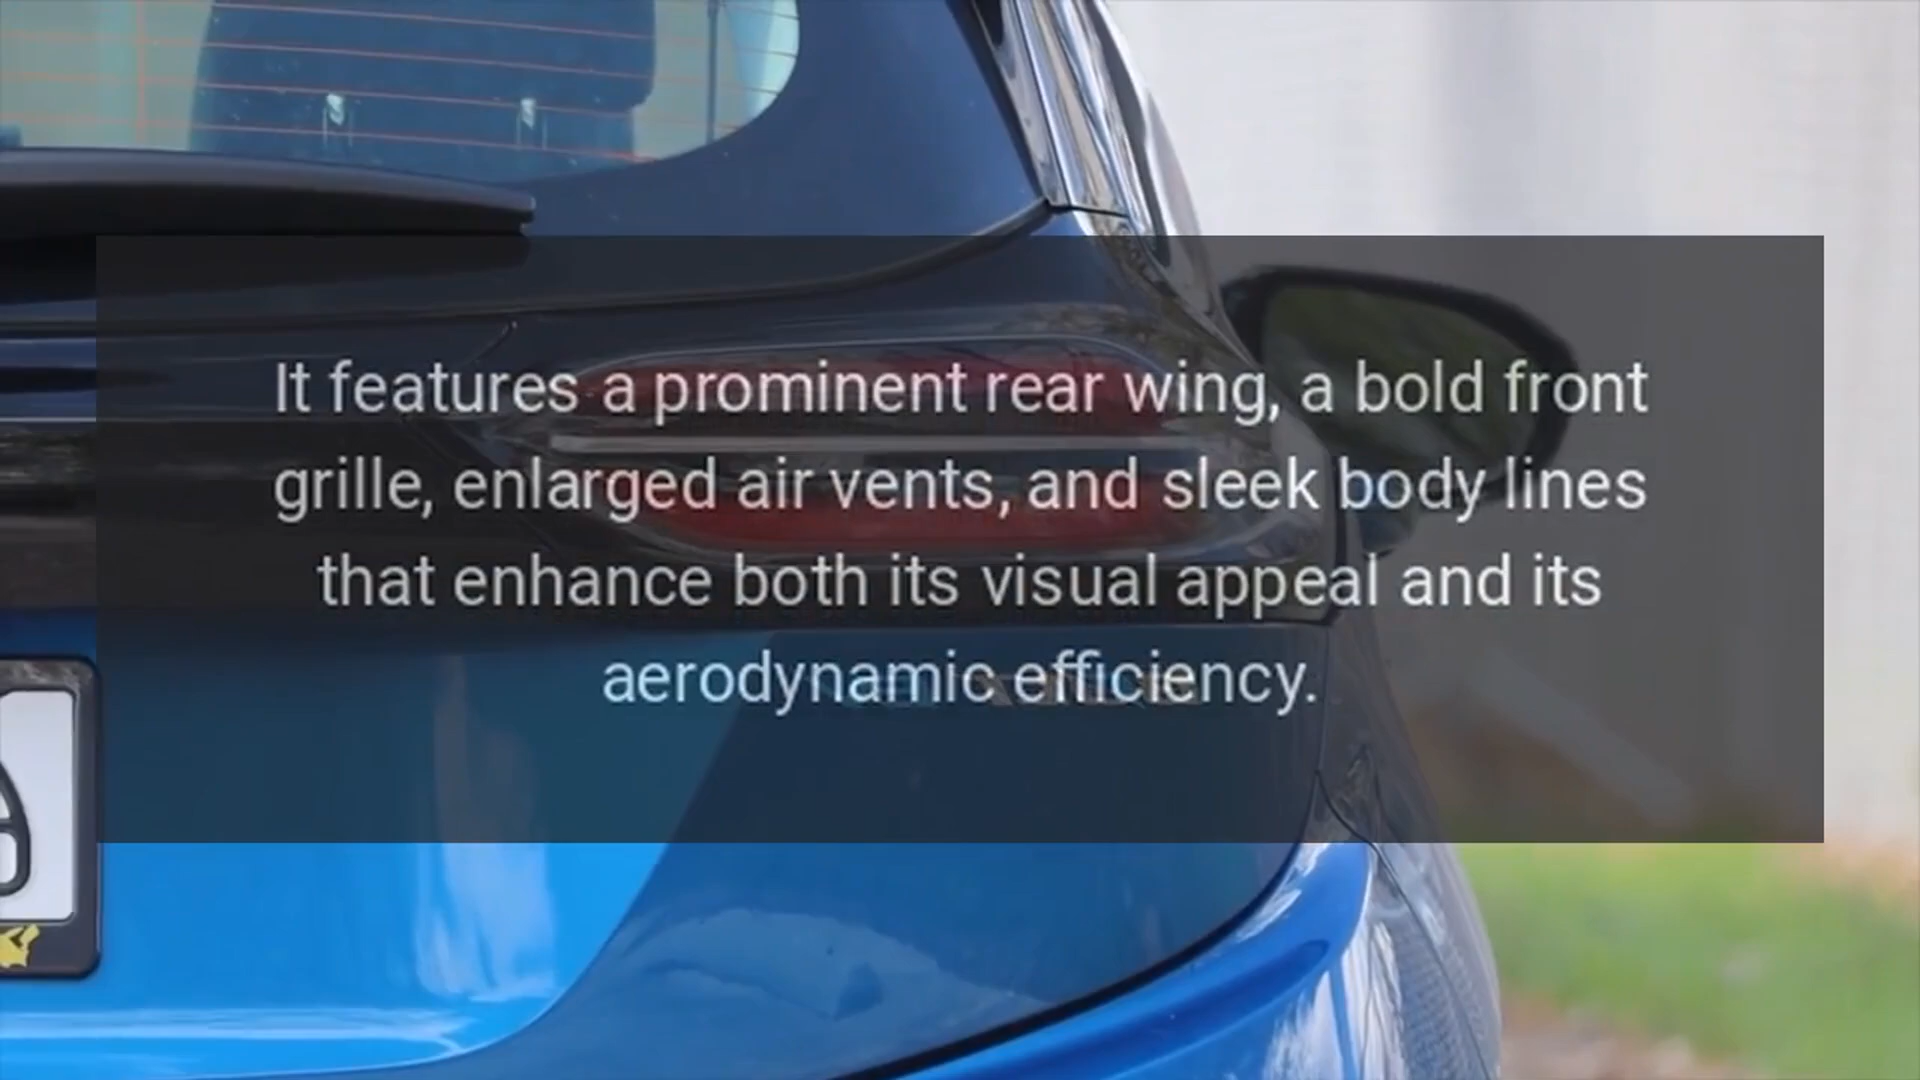 It features a prominent rear wing, a bold front
grille, enlarged air vents, and sleek body lines
that enhance both its visual appeal and its
aerodynamic efficiency.